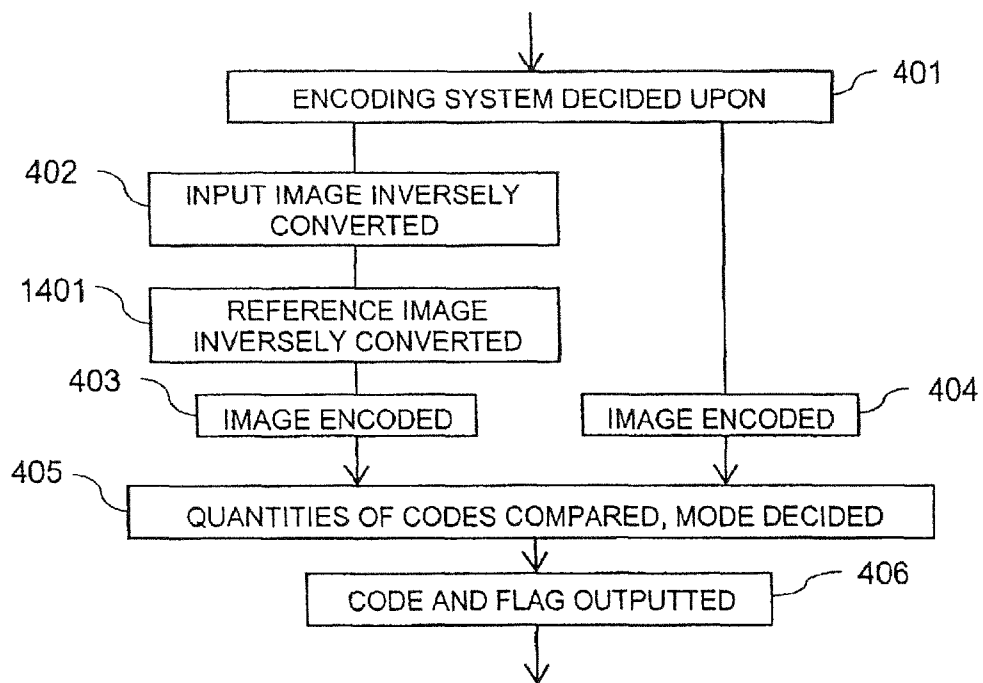 401
ENCODING SYSTEM DECIDED UPON
402
INPUT IMAGE INVERSELY
CONVERTED
1401
REFERENCE IMAGE
INVERSELY CONVERTED
403
IMAGE ENCODED
404
IMAGE ENCODED
405
QUANTITIES OF CODES COMPARED, MODE DECIDED
406
CODE AND FLAG OUTPUTTED